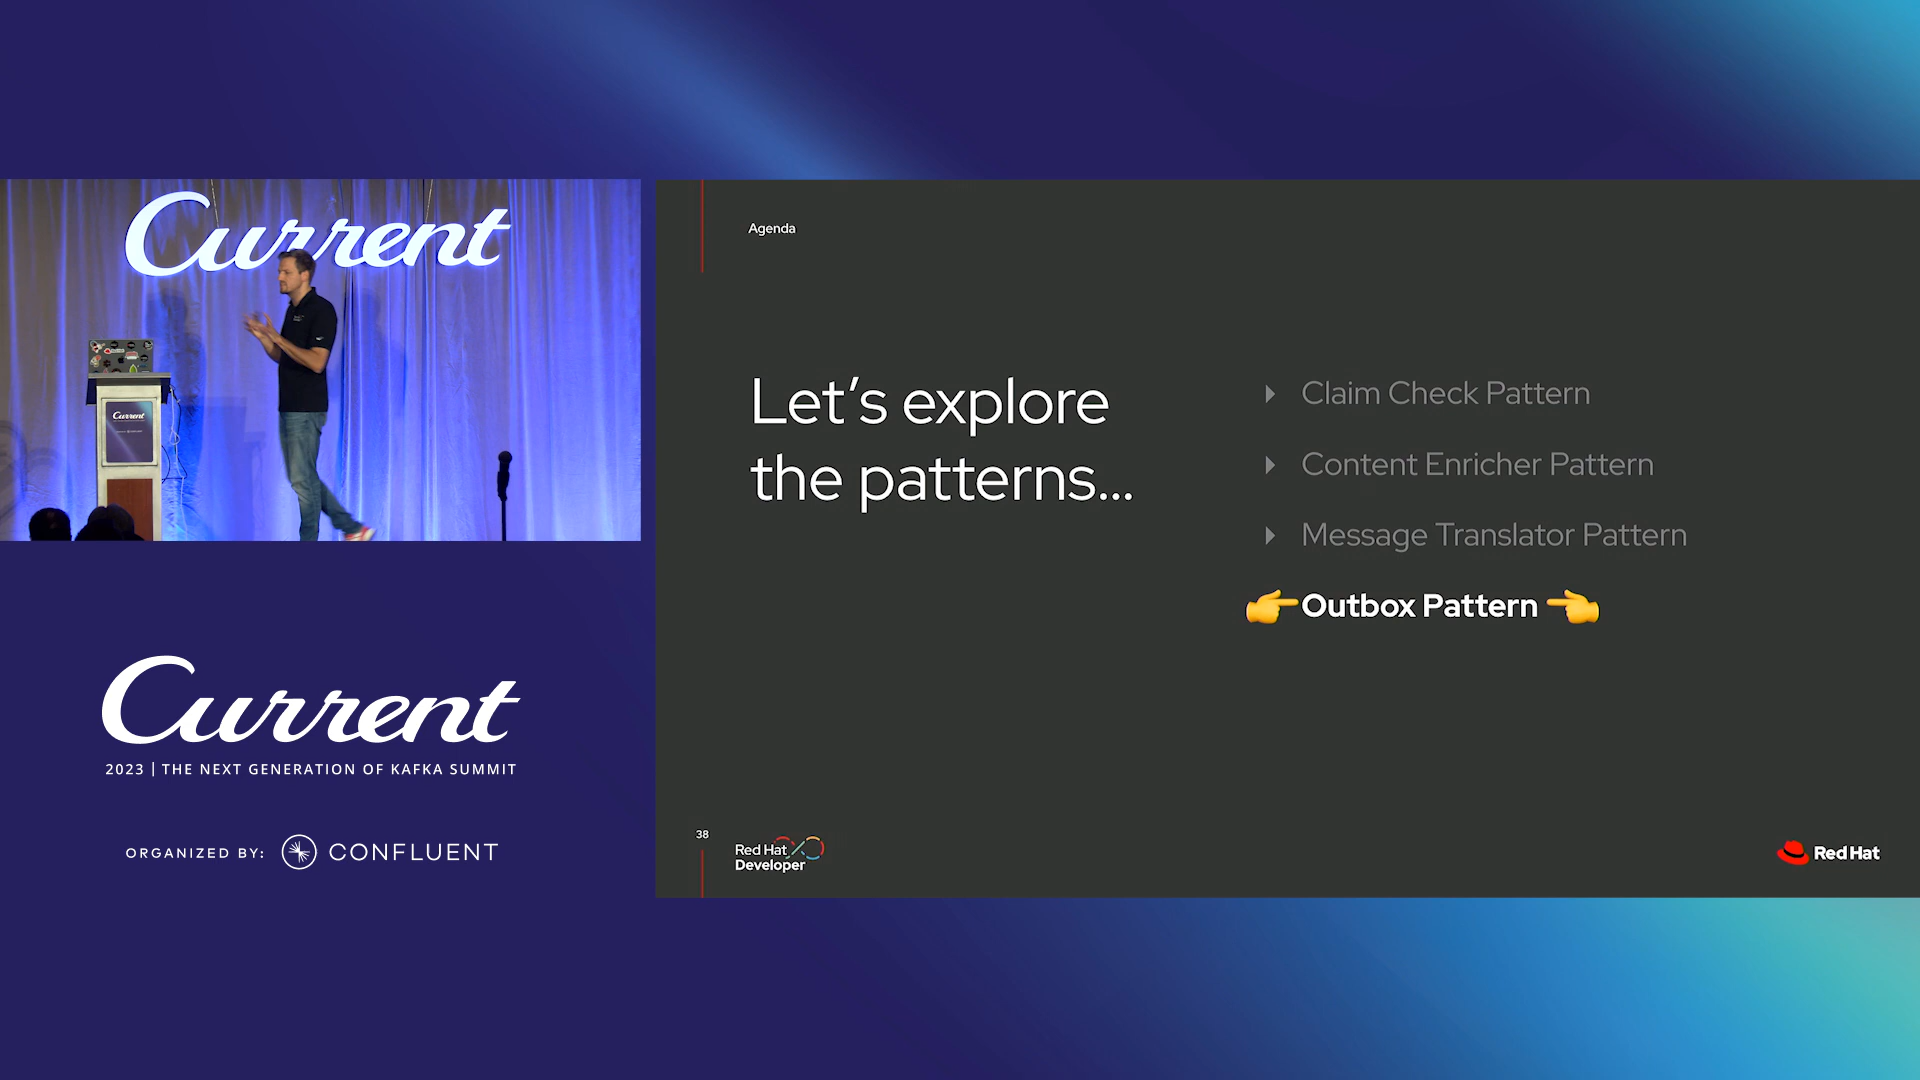 Current
Current
Current
2023 | THE NEXT GENERATION OF KAFKA SUMMIT
ORGANIZED BY: CONFLUENT
Agenda
Let’s explore
the patterns...
Claim Check Pattern
Content Enricher Pattern
Message Translator Pattern
👉Outbox Pattern 👈
38
Red Hat
Developer
Red Hat